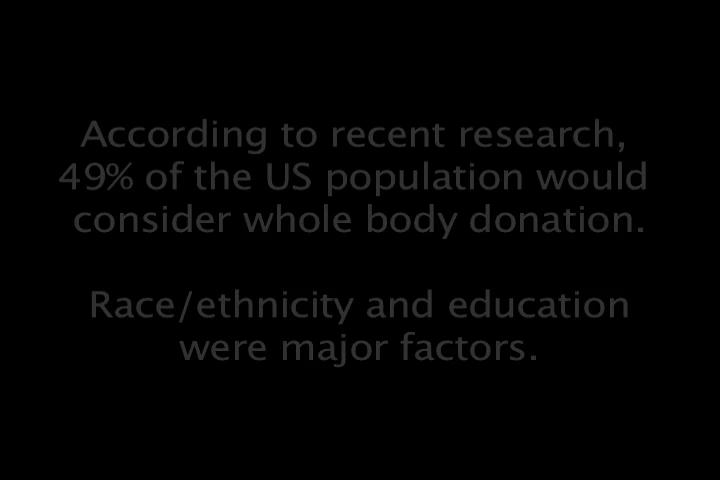 According to recent research,
49% of the US population would
consider whole body donation.
Race/ethnicity and education
were major factors.